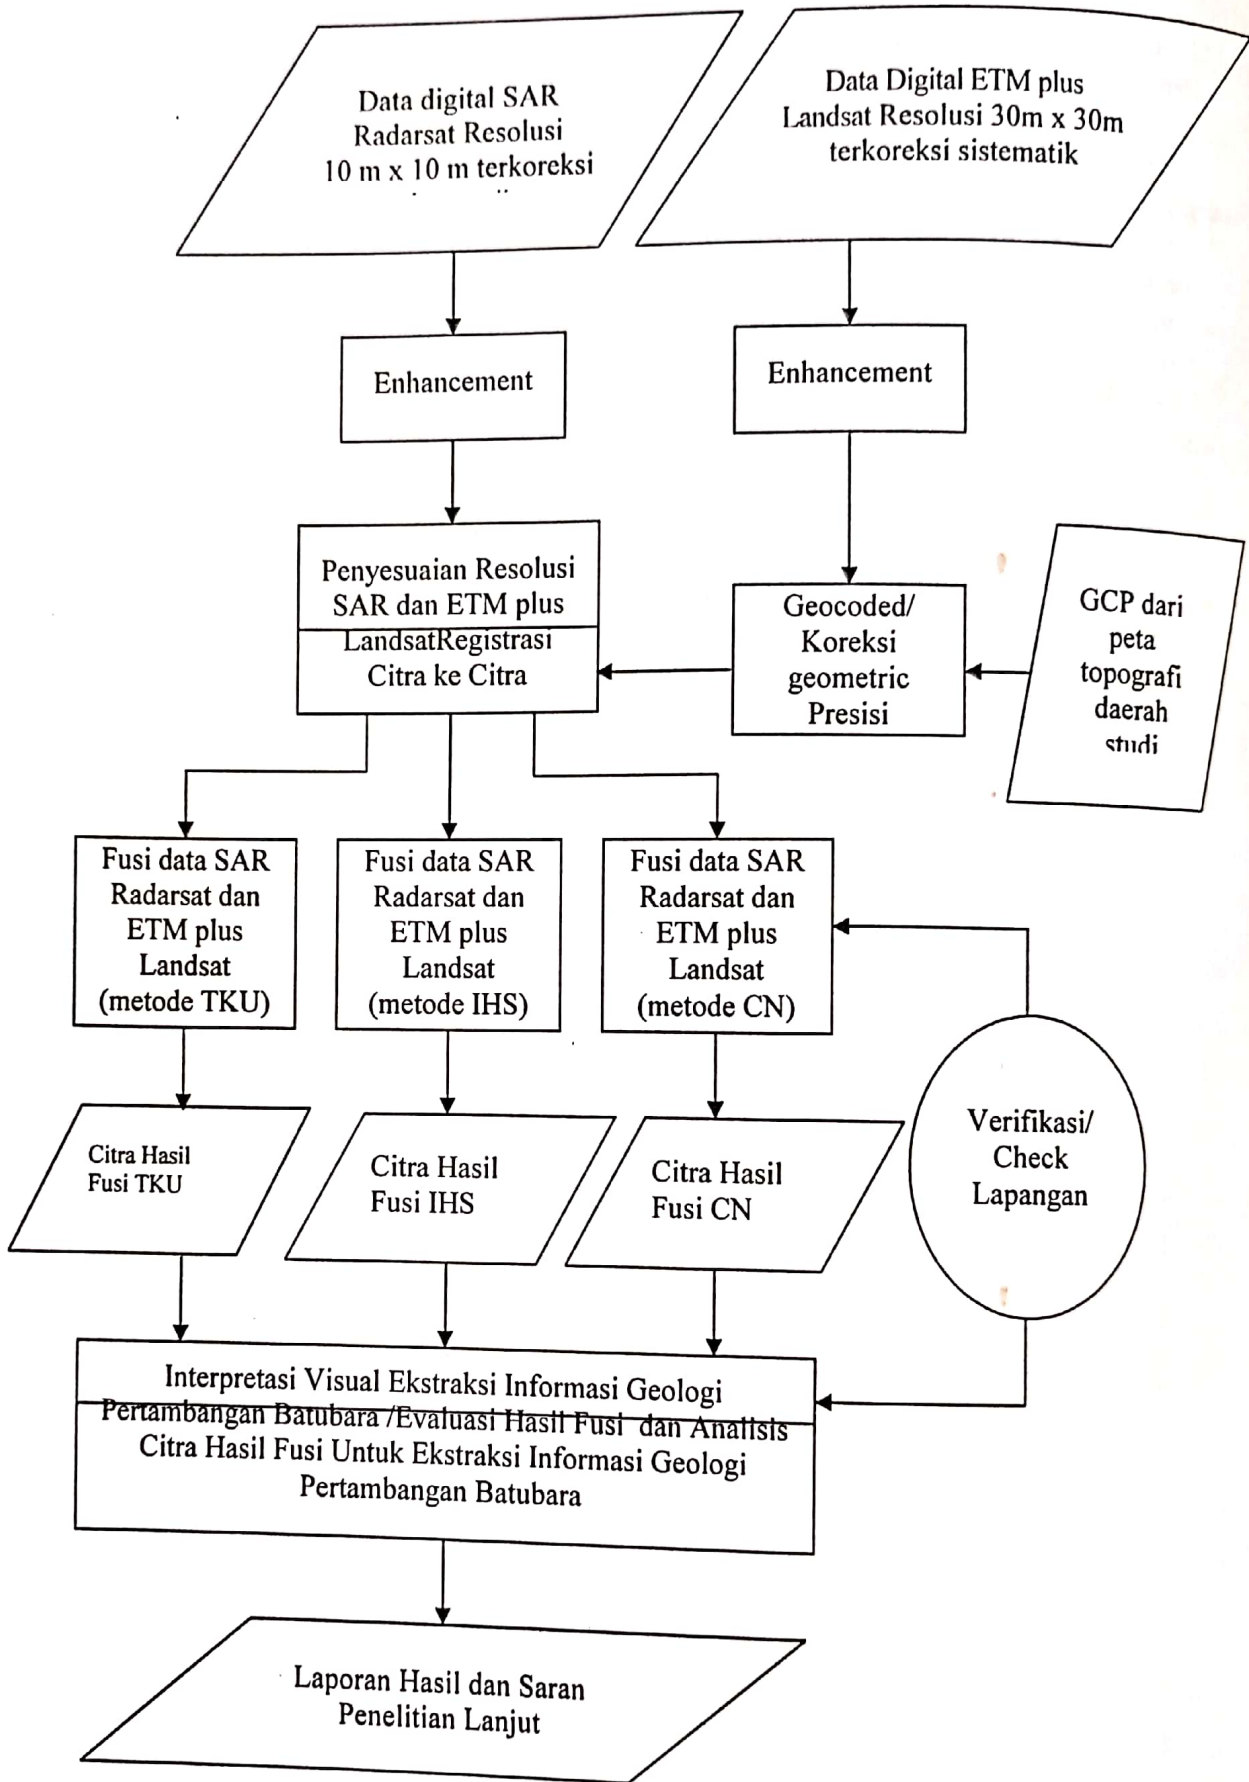 Data digital SAR
Radarsat Resolusi
10 m x 10 m terkoreksi
Data Digital ETM plus
Landsat Resolusi 30m x 30m
terkoreksi sistematik
Enhancement
Enhancement
Penyesuaian Resolusi
SAR dan ETM plus
LandsatRegistrasi
Citra ke Citra
Geocoded/
Koreksi
geometric
Presisi
GCP dari
peta
topografi
daerah
studi
Fusi data SAR
Radarsat dan
ETM plus
Landsat
(metode TKU)
Fusi data SAR
Radarsat dan
ETM plus
Landsat
(metode IHS)
Fusi data SAR
Radarsat dan
ETM plus
Landsat
(metode CN)
Citra Hasil
Fusi TKU
Citra Hasil
Fusi IHS
Citra Hasil
Fusi CN
Verifikasi/
Check
Lapangan
Interpretasi Visual Ekstraksi Informasi Geologi
Pertambangan Batubara /Evaluasi Hasil Fusi dan Analisis
Citra Hasil Fusi Untuk Ekstraksi Informasi Geologi
Pertambangan Batubara
Laporan Hasil dan Saran
Penelitian Lanjut